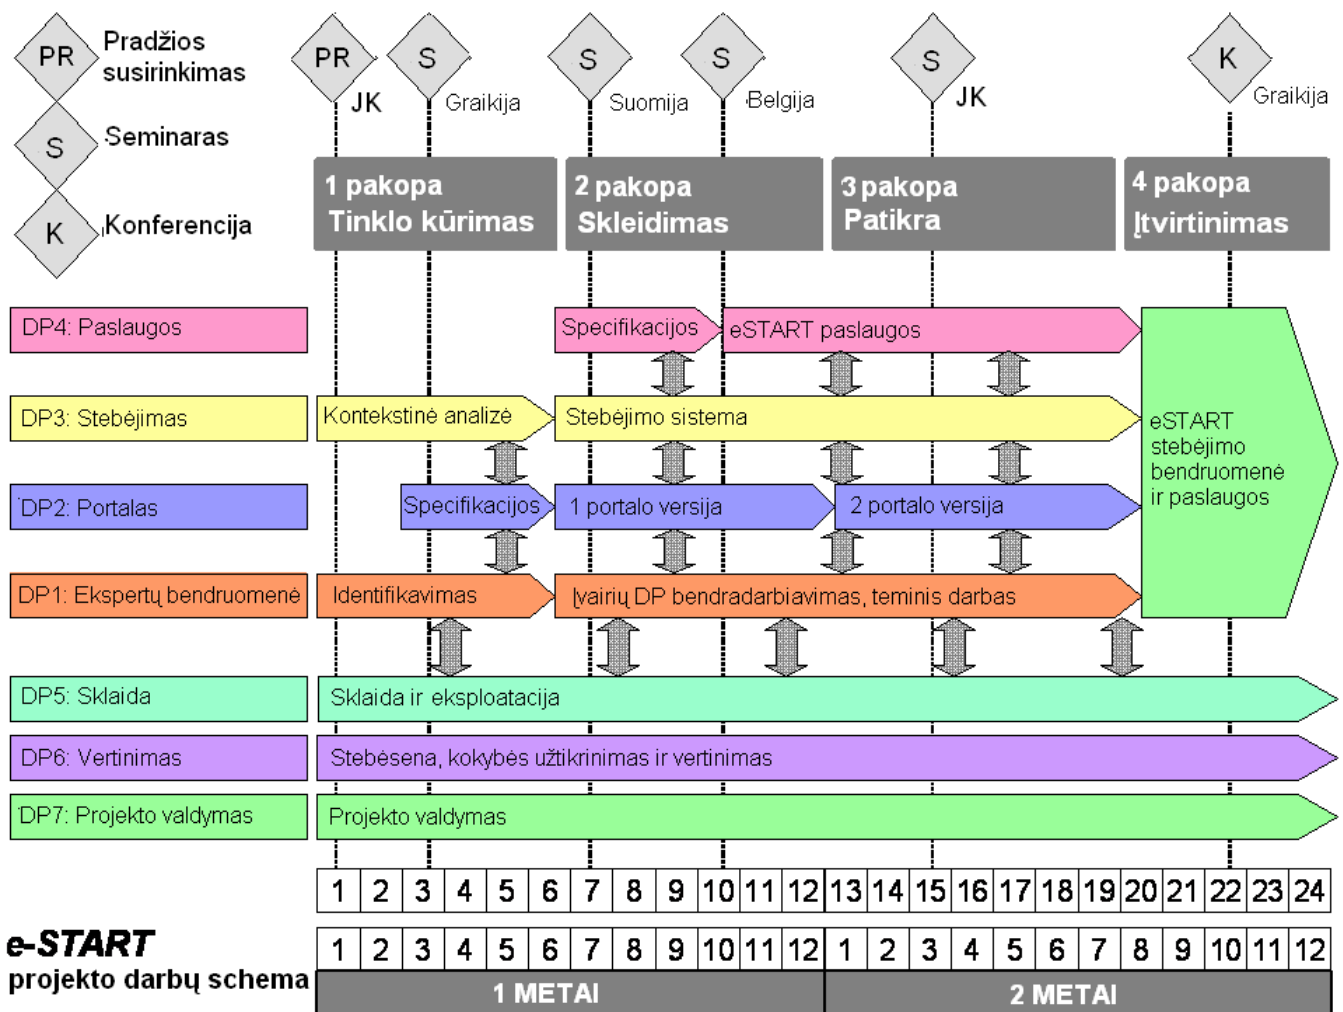 PR
Pradžios
susirinkimas
S
Seminaras
K
Konferencija
PR
JK
S
Graikija
S
Suomija
S
Belgija
S
JK
K
Graikija
1 pakopa
Tinklo kūrimas
2 pakopa
Skleidimas
3 pakopa
Patikra
4 pakopa
Įtvirtinimas
DP4: Paslaugos
Specifikacijos
eSTART paslaugos
DP3: Stebėjimas
Kontekstinė analizė
Stebėjimo sistema
eSTART
stebėjimo
bendruomenė
ir paslaugos
DP2: Portalas
Specifikacijos
1 portalo versija
2 portalo versija
DP1: Ekspertų bendruomenė
Identifikavimas
Įvairių DP bendradarbiavimas, teminis darbas
DP5: Sklaida
Sklaida ir eksploatacija
DP6: Vertinimas
Stebėsena, kokybės užtikrinimas ir vertinimas
DP7: Projekto valdymas
Projekto valdymas
1 2 3 4 5 6 7 8 9 10 11 12 13 14 15 16 17 18 19 20 21 22 23 24
e-START
projekto darbų schema
1 2 3 4 5 6 7 8 9 10 11 12 1 2 3 4 5 6 7 8 9 10 11 12
1 METAI
2 METAI